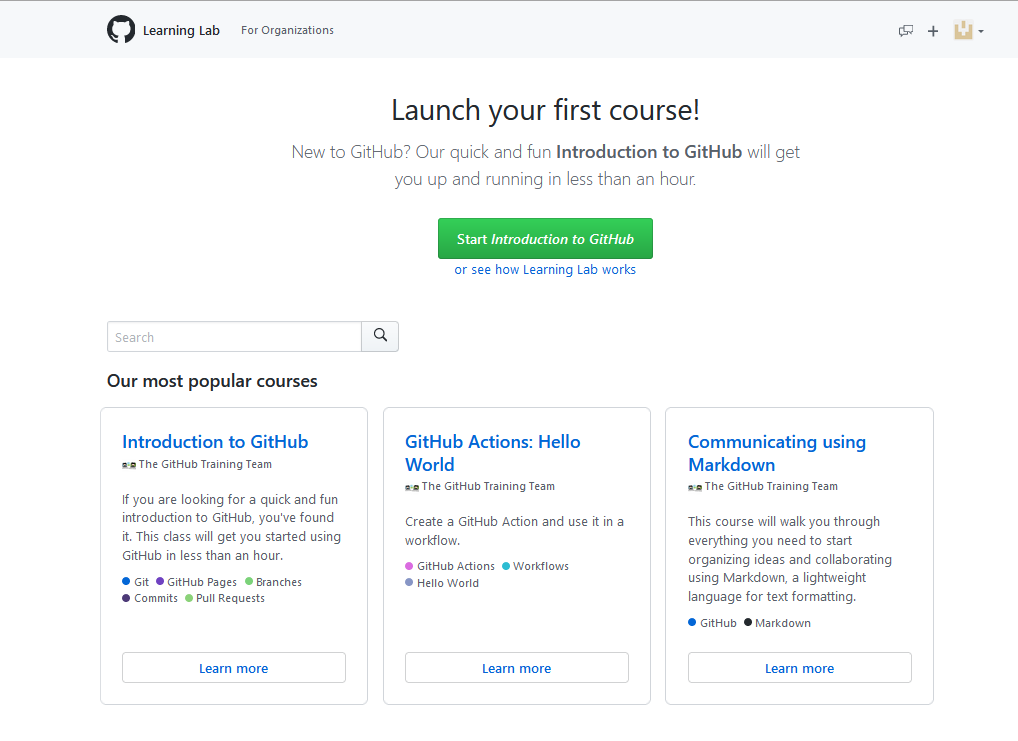 Learning Lab For Organizations
Launch your first course!
New to GitHub? Our quick and fun Introduction to GitHub will get
you up and running in less than an hour.
Start Introduction to GitHub
or see how Learning Lab works
Search
Our most popular courses
Introduction to GitHub
The GitHub Training Team
If you are looking for a quick and fun
introduction to GitHub, you've found
it. This class will get you started using
GitHub in less than an hour.
Git GitHub Pages Branches
Commits Pull Requests
Learn more
GitHub Actions: Hello
World
The GitHub Training Team
Create a GitHub Action and use it in a
workflow.
GitHub Actions Workflows
Hello World
Learn more
Communicating using
Markdown
The GitHub Training Team
This course will walk you through
everything you need to start
organizing ideas and collaborating
using Markdown, a lightweight
language for text formatting.
GitHub Markdown
Learn more